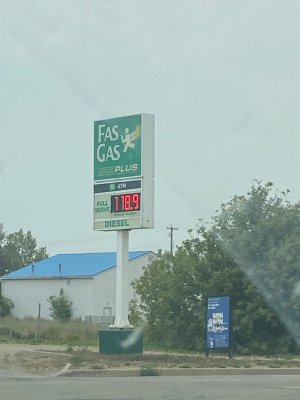 FAS
GAS
PLUS
ATM
FULL
SERVE
118.9
DIESEL